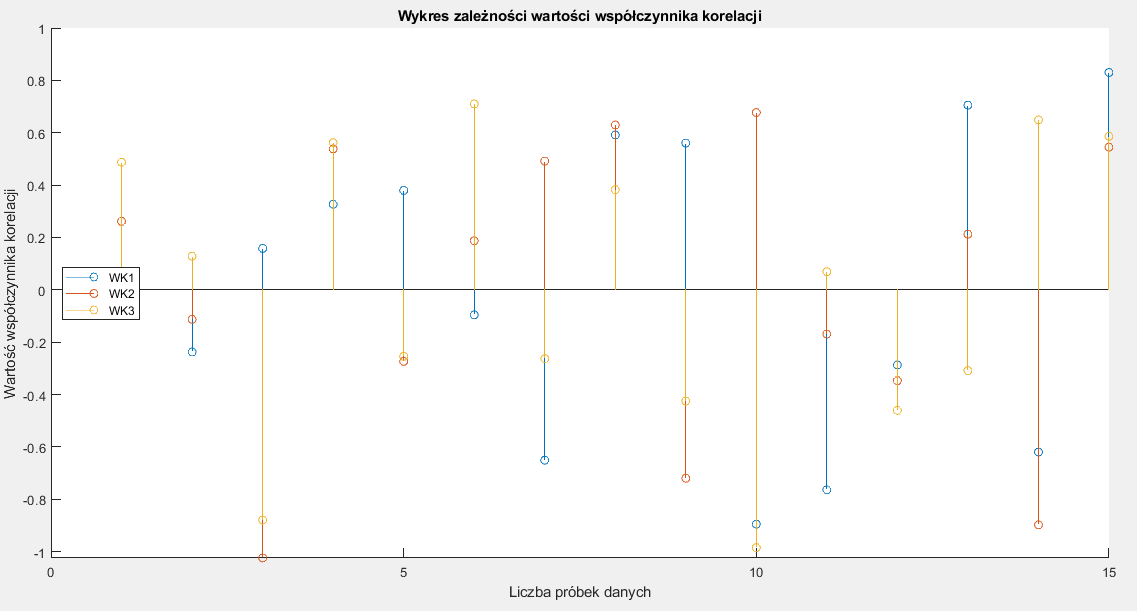 Wykres zależności wartości współczynnika korelacji
1
0.8
0.6
0.4
0.2
0
-0.2
-0.4
-0.6
-0.8
-1
Wartość współczynnika korelacji
WK1
WK2
WK3
0 5 10 15
Liczba próbek danych